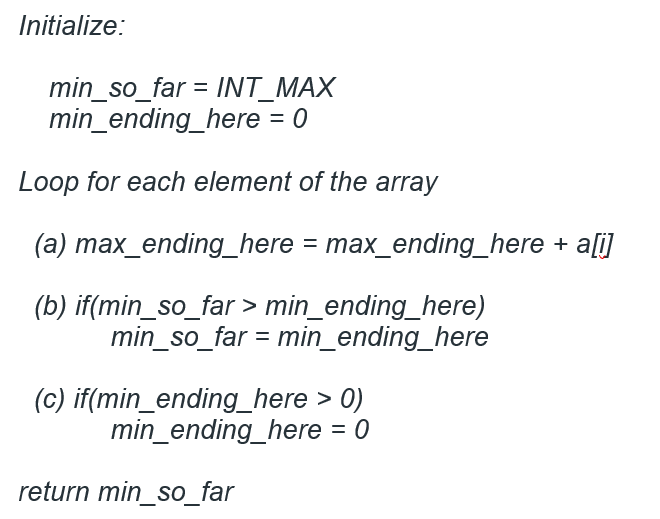 Initialize:
min_so_far = INT_MAX
min_ending_here = 0
Loop for each element of the array
(a) max_ending_here = max_ending_here + a[i]
(b) if(min_so_far > min_ending_here)
min_so_far = min_ending_here
(c) if(min_ending_here > 0)
min_ending_here = 0
return min_so_far